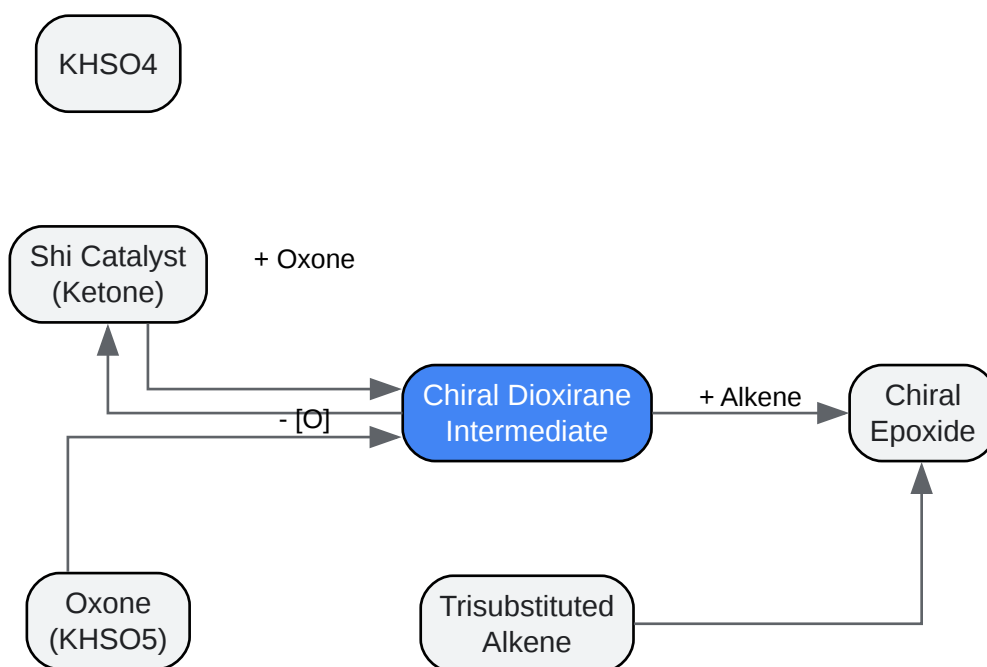 KHSO4
Shi Catalyst
(Ketone)
+ Oxone
Chiral Dioxirane
Intermediate
+ Alkene
Chiral
Epoxide
- [O]
Oxone
(KHSO5)
Trisubstituted
Alkene